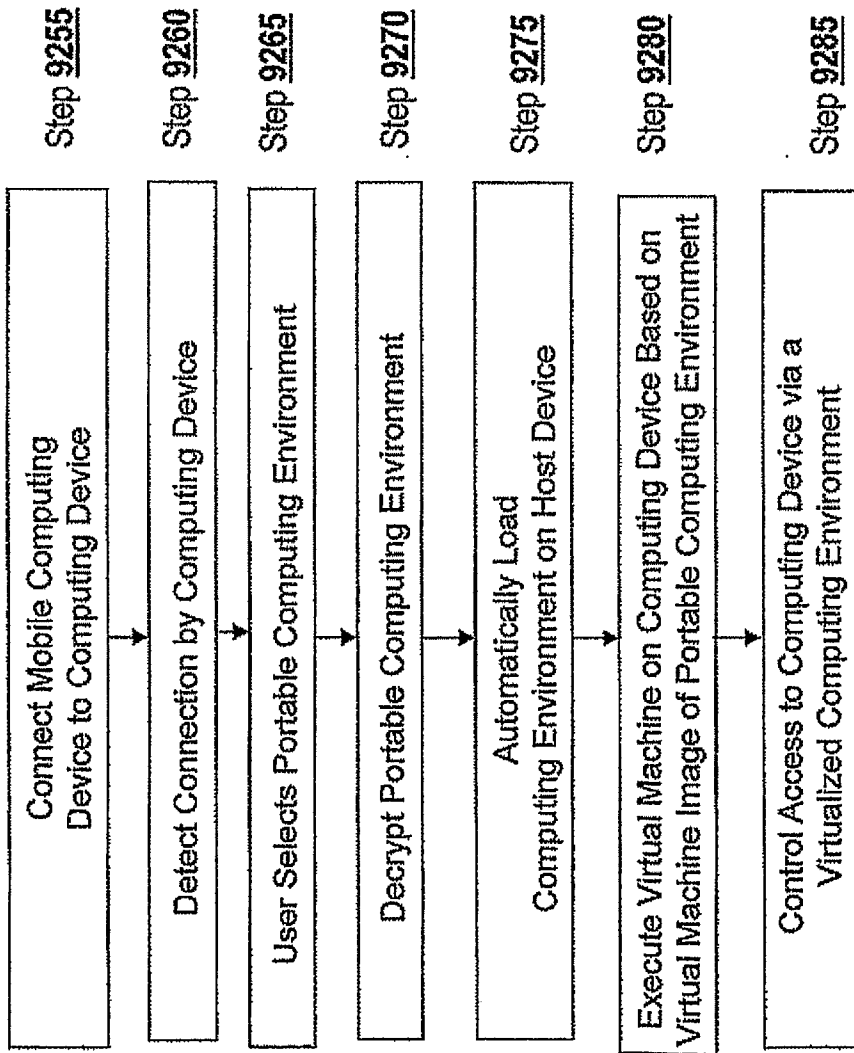 Connect Mobile Computing
Device to Computing Device
Step 9255
Detect Connection by Computing Device
Step 9260
User Selects Portable Computing Environment
Step 9265
Decrypt Portable Computing Environment
Step 9270
Automatically Load
Computing Environment on Host Device
Step 9275
Execute Virtual Machine on Computing Device Based on
Virtual Machine Image of Portable Computing Environment
Step 9280
Control Access to Computing Device via a
Virtualized Computing Environment
Step 9285